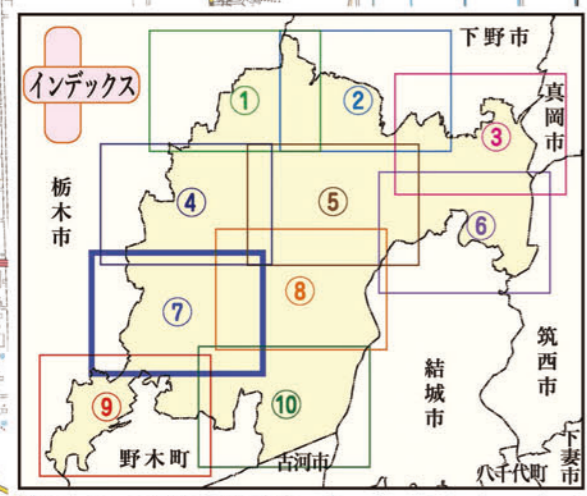 インデックス
下野市
真岡市
栃木市
①
②
③
④
⑤
⑥
⑦
⑧
⑨
⑩
筑西市
結城市
下妻市
野木町
古河市
八千代町